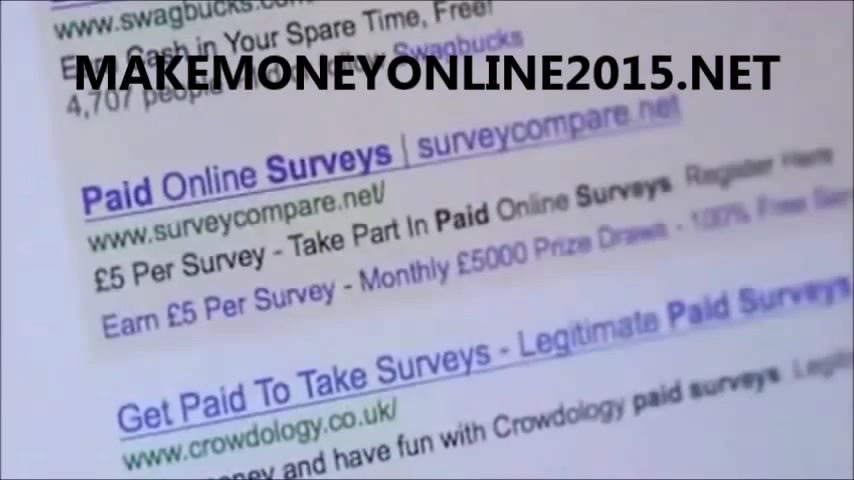 www.swagbucks.com
Earn Cash in Your Spare Time, Free!
MAKEMONEYONLINE2015.NET
4,707 people follow Swagbucks
Paid Online Surveys | surveycompare.net
www.surveycompare.net/
£5 Per Survey - Take Part In Paid Online Surveys. Register Here
Earn £5 Per Survey - Monthly £5000 Prize Draws - 100% Free
Get Paid To Take Surveys - Legitimate Paid Surveys
www.crowdology.co.uk/
and have fun with Crowdology paid surveys.